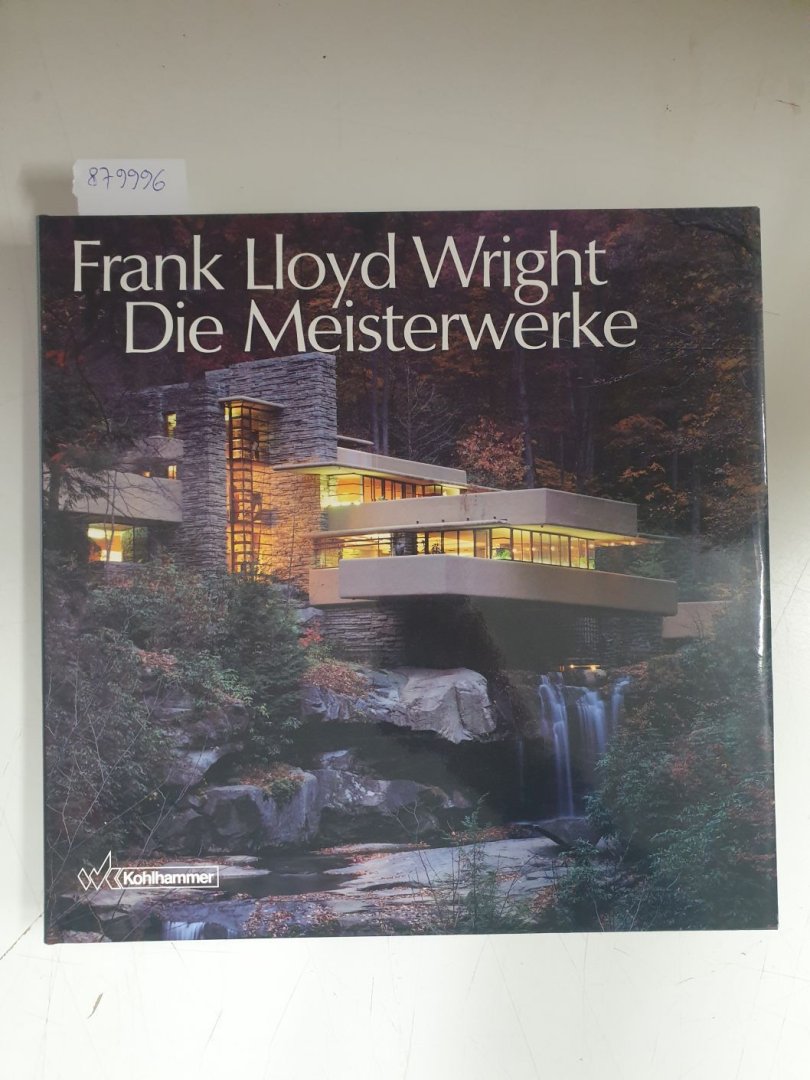 879996
Frank Lloyd Wright
Die Meisterwerke
Kohlhammer